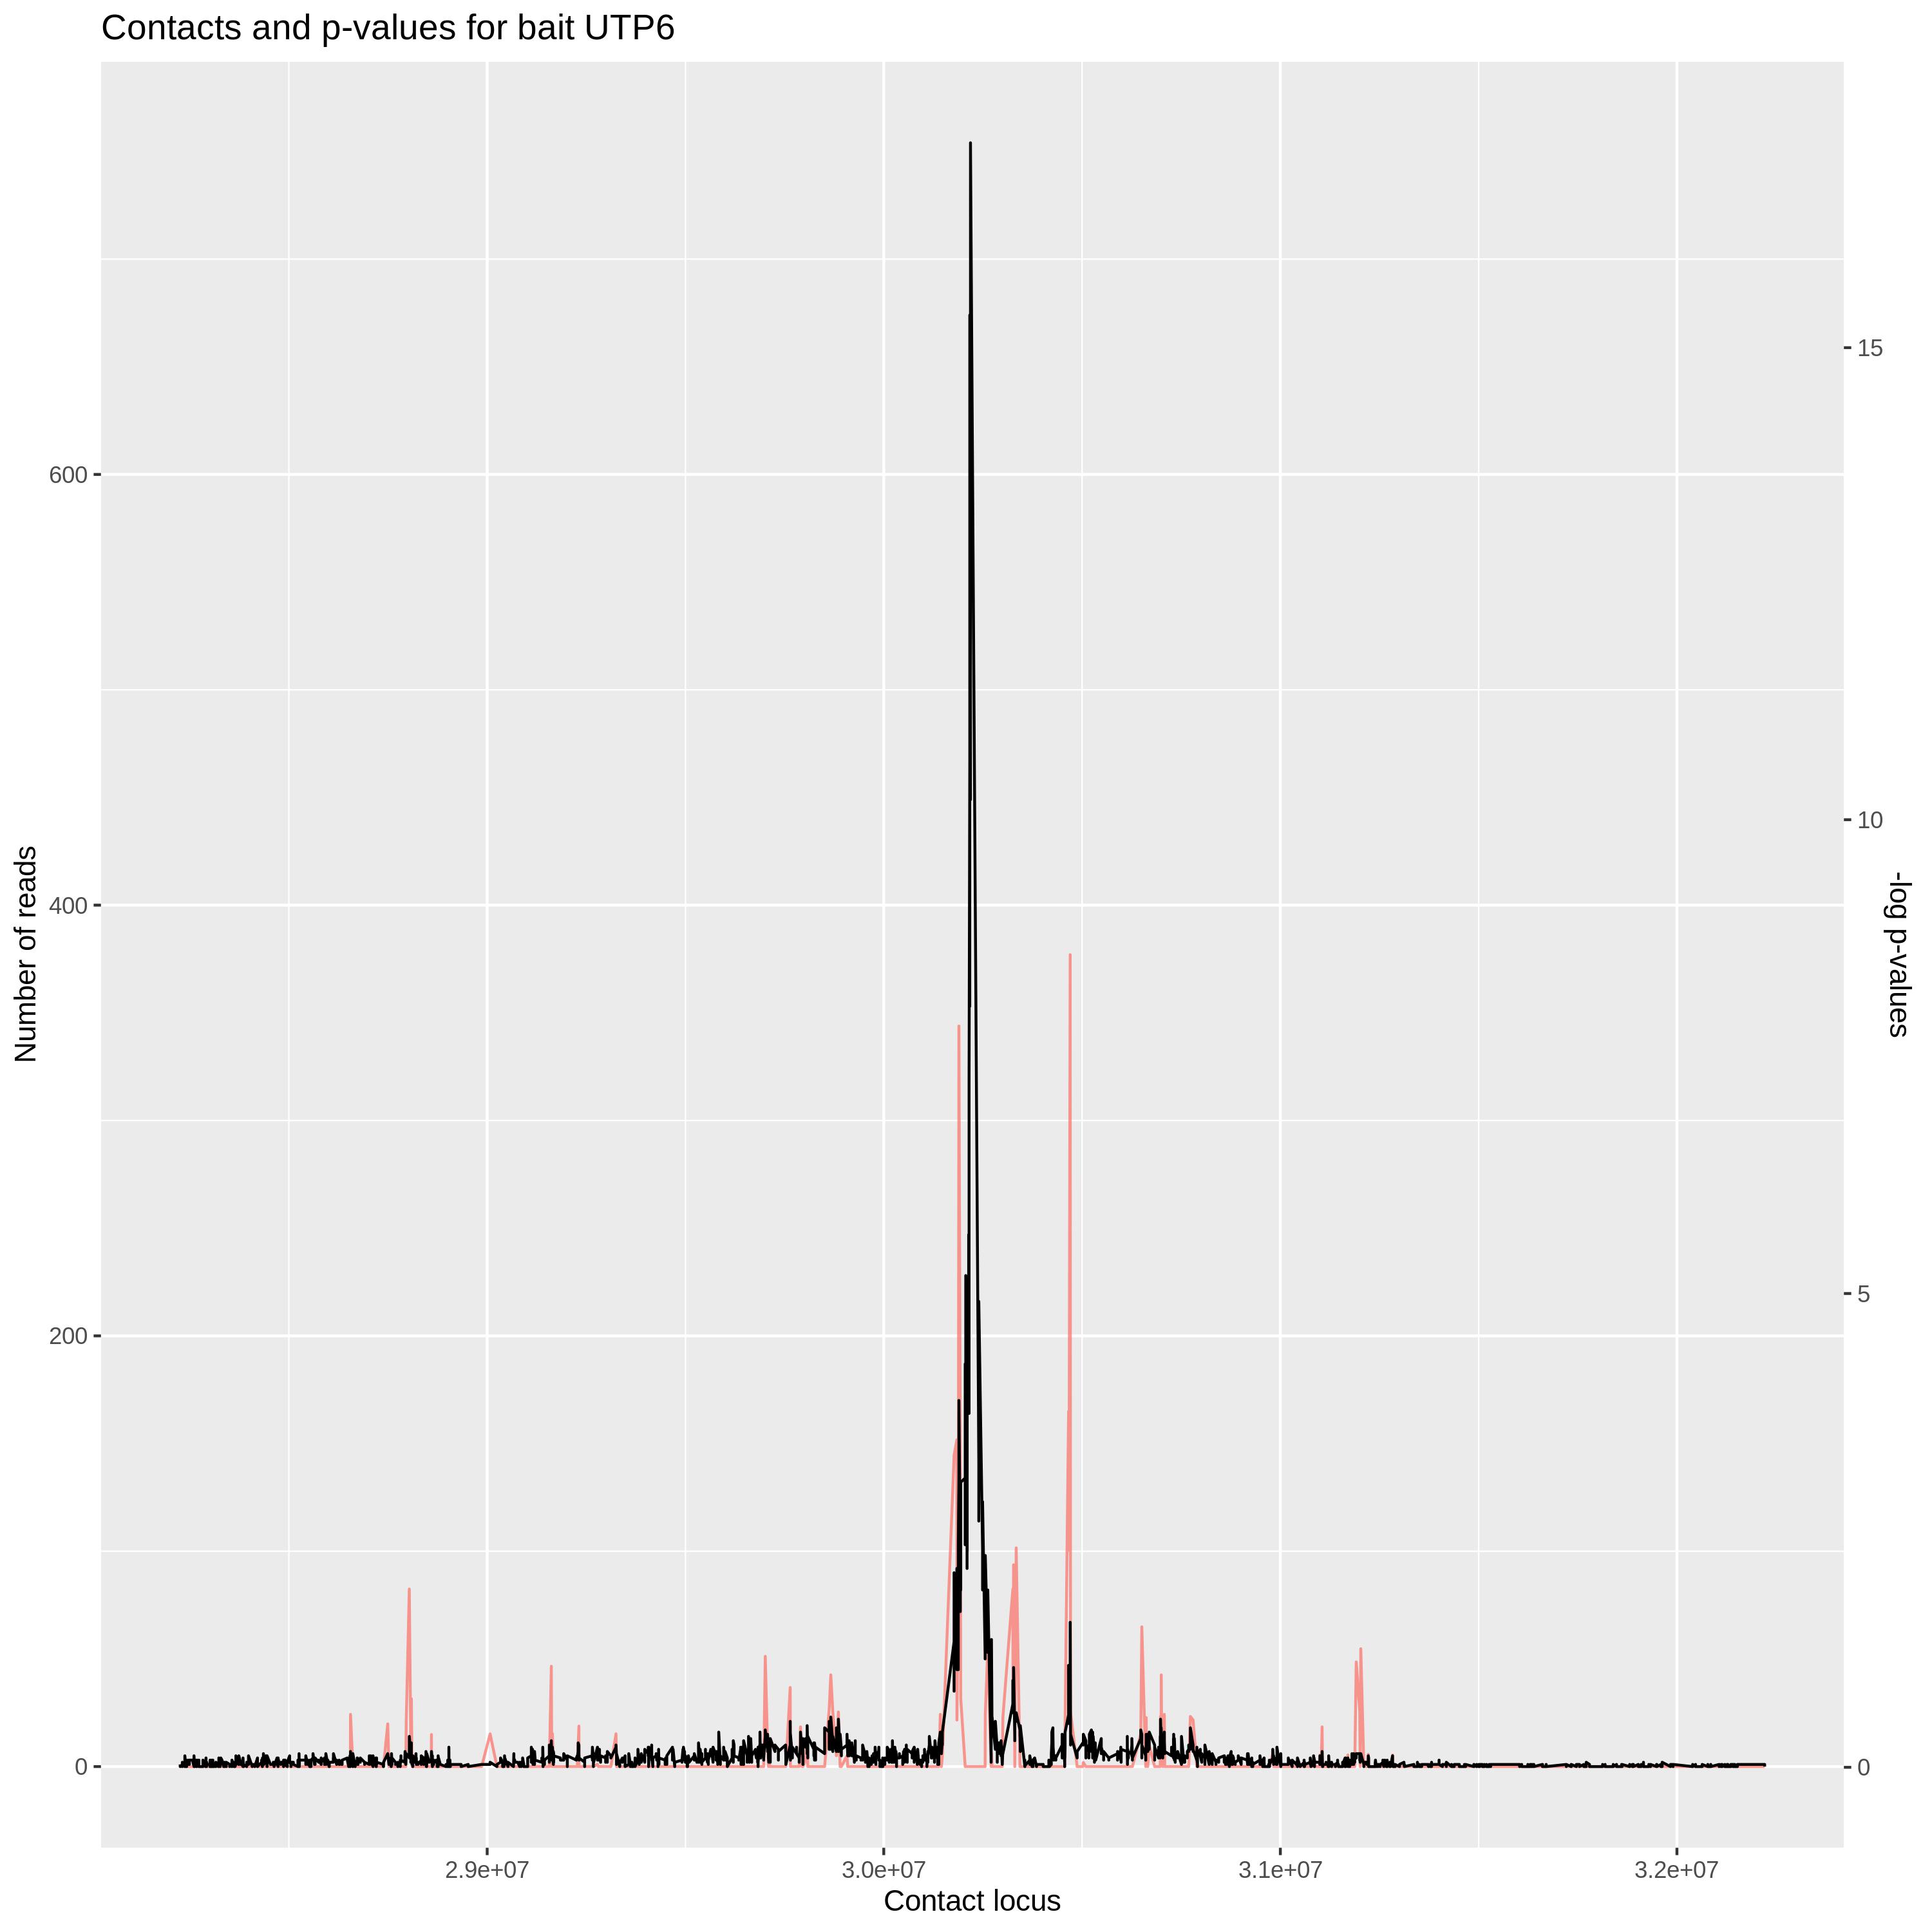 Contacts and p-values for bait UTP6
600
400
200
0
Number of reads
15
10
5
0
-log p-values
2.9e+07
3.0e+07
3.1e+07
3.2e+07
Contact locus